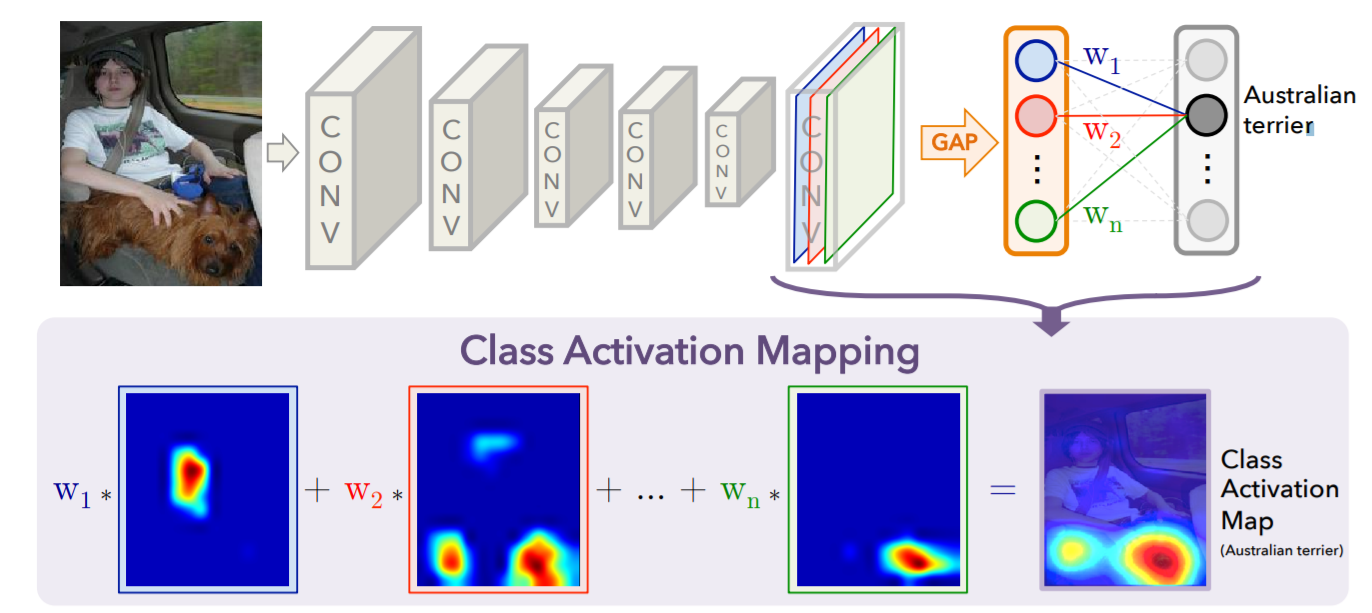 CONV
CONV
CONV
CONV
CONV
CONV
GAP
w1
w2
⋮
wn
⋮
Australian
terrier
Class Activation Mapping
w1 * + w2 * + ... + wn * =
Class
Activation
Map
(Australian terrier)